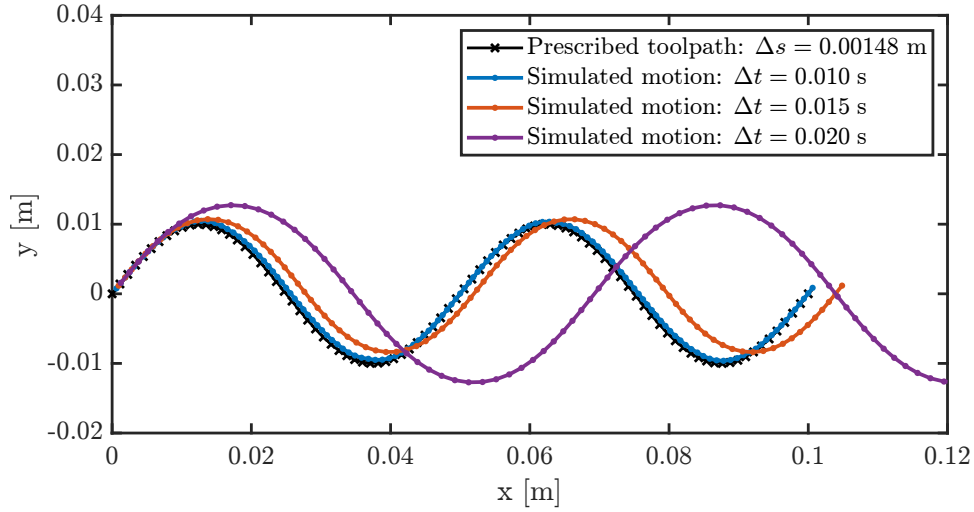 0.04
0.03
0.02
0.01
0
-0.01
-0.02
y [m]
Prescribed toolpath: Δs = 0.00148 m
Simulated motion: Δt = 0.010 s
Simulated motion: Δt = 0.015 s
Simulated motion: Δt = 0.020 s
0 0.02 0.04 0.06 0.08 0.1 0.12
x [m]